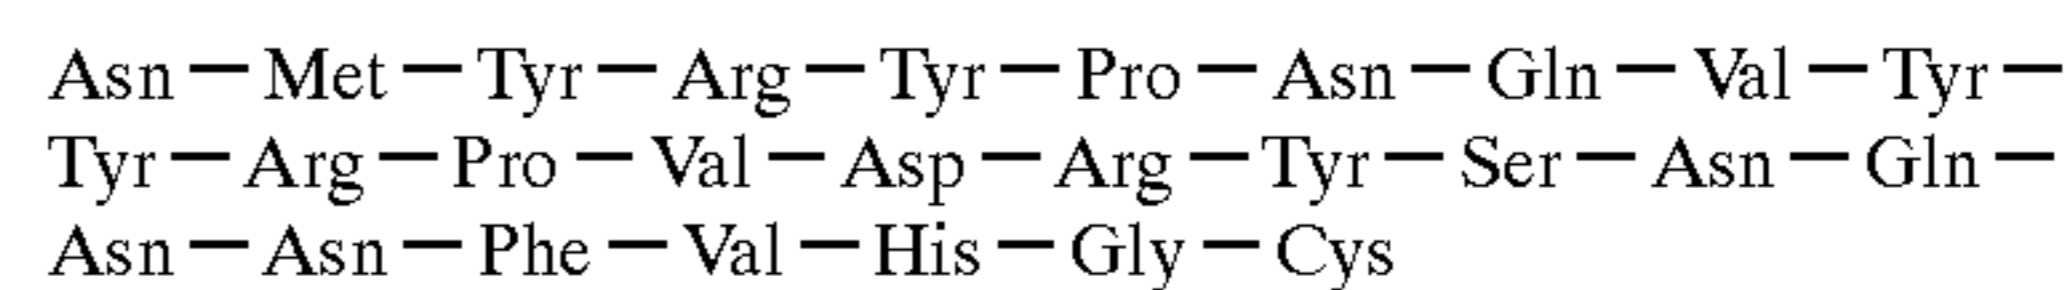 Asn — Met — Tyr — Arg — Tyr — Pro — Asn — Gln — Val — Tyr —
Tyr — Arg — Pro — Val — Asp — Arg — Tyr — Ser — Asn — Gln —
Asn — Asn — Phe — Val — His — Gly — Cys